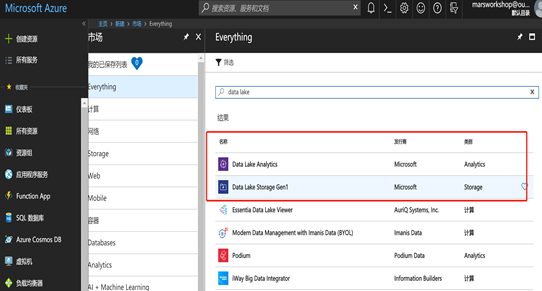 Microsoft Azure
搜索资源、服务和文档
marsworkshop@ou...
默认目录
创建资源
所有服务
收藏夹
仪表板
所有资源
资源组
应用程序服务
Function App
SQL 数据库
Azure Cosmos DB
虚拟机
负载均衡器
主页 > 新建 > 市场 > Everything
市场
我的已保存列表 0
Everything
计算
网络
Storage
Web
Mobile
容器
Databases
Analytics
AI + Machine Learning
Everything
筛选
data lake
结果
名称 发行商 类别
Data Lake Analytics Microsoft Analytics
Data Lake Storage Gen1 Microsoft Storage
Essentia Data Lake Viewer AuriQ Systems, Inc. 计算
Modern Data Management with Imanis Data (BYOL) Imanis Data 计算
Podium Podium Data Analytics
iWay Big Data Integrator Information Builders 计算